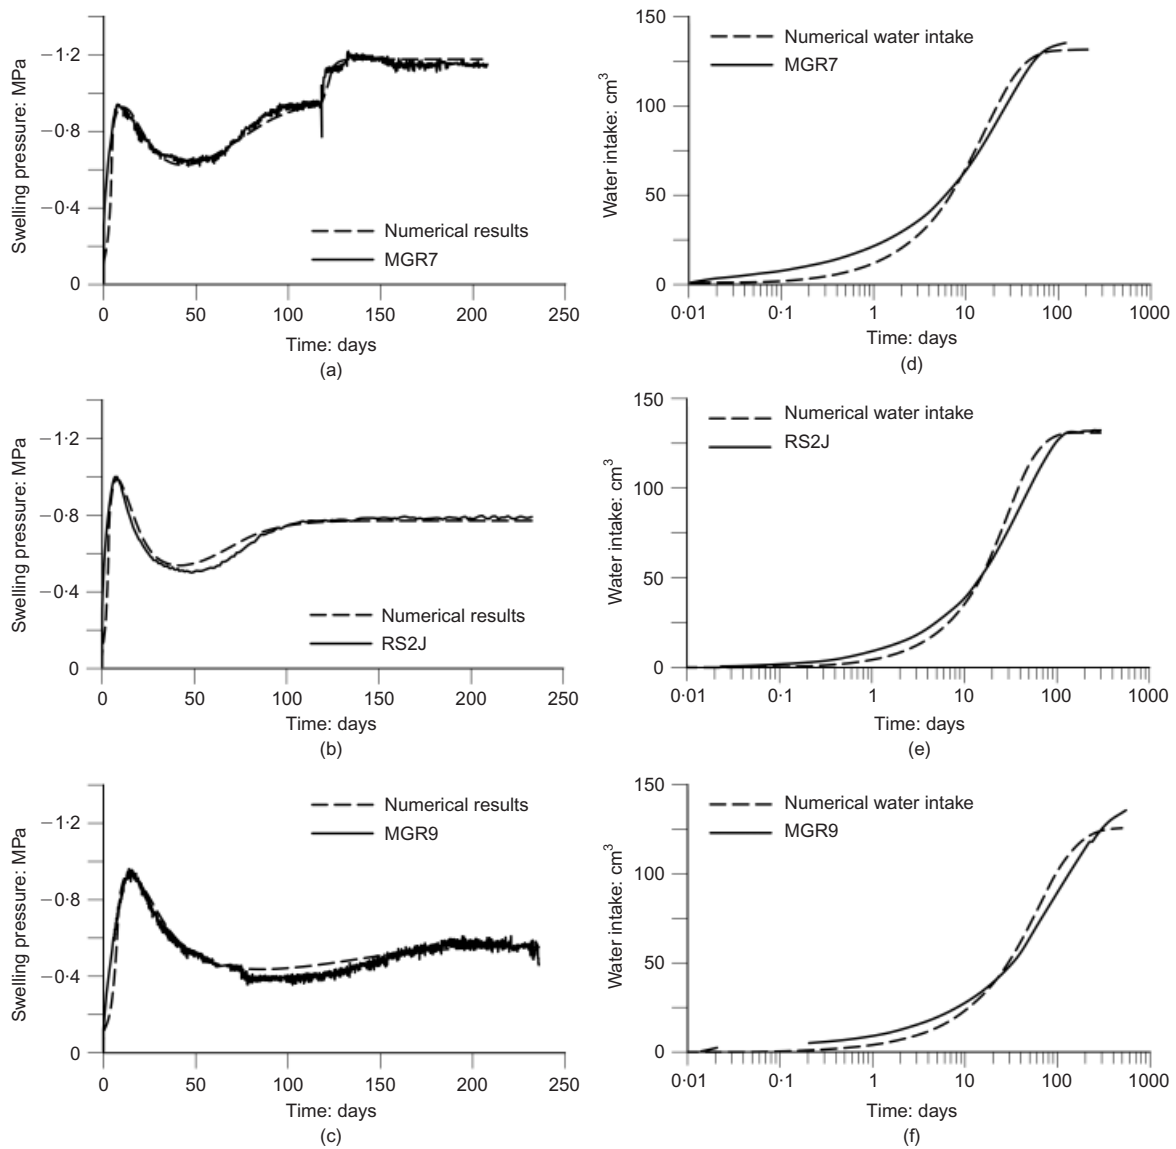 Swelling pressure: MPa
−1·2
−0·8
−0·4
0
Numerical results
MGR7
0 50 100 150 200 250
Time: days
(a)
Water intake: cm³
150
100
50
0
Numerical water intake
MGR7
0·01 0·1 1 10 100 1000
Time: days
(d)
Swelling pressure: MPa
−1·2
−0·8
−0·4
0
Numerical results
RS2J
0 50 100 150 200 250
Time: days
(b)
Water intake: cm³
150
100
50
0
Numerical water intake
RS2J
0·01 0·1 1 10 100 1000
Time: days
(e)
Swelling pressure: MPa
−1·2
−0·8
−0·4
0
Numerical results
MGR9
0 50 100 150 200 250
Time: days
(c)
Water intake: cm³
150
100
50
0
Numerical water intake
MGR9
0·01 0·1 1 10 100 1000
Time: days
(f)